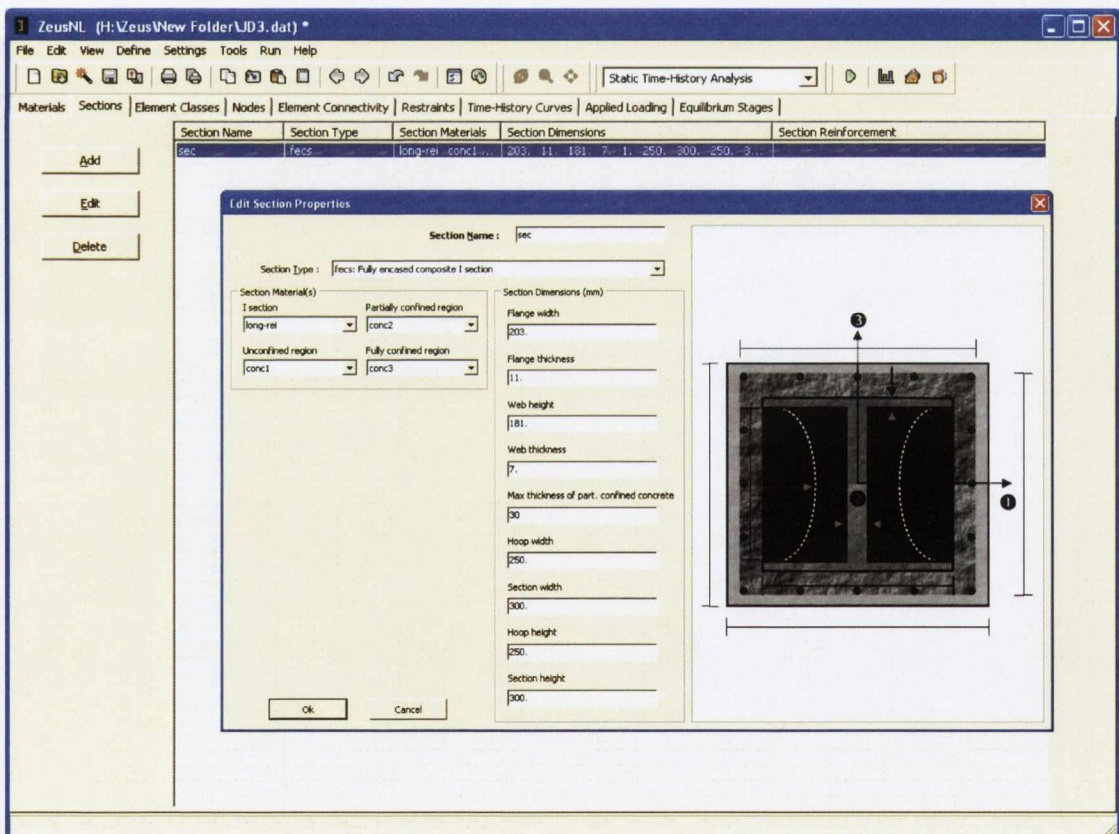 ZeusNL (H:\Zeus\New Folder\JD3.dat) *
File Edit View Define Settings Tools Run Help
Static Time-History Analysis
Materials Sections Element Classes Nodes Element Connectivity Restraints Time-History Curves Applied Loading Equilibrium Stages
Section Name Section Type Section Materials Section Dimensions Section Reinforcement
sec fecs long-rei conc1 ... 203. 11. 181. 7. 1. 250. 300. 250. 3...
Add
Edit
Delete
Edit Section Properties
Section Name : sec
Section Type : fecs: Fully encased composite I section
Section Material(s)
I section Partially confined region
long-rei conc2
Unconfined region Fully confined region
conc1 conc3
Section Dimensions (mm)
Flange width
203.
Flange thickness
11.
Web height
181.
Web thickness
7.
Max thickness of part. confined concrete
30
Hoop width
250.
Section width
300.
Hoop height
250.
Section height
300.
Ok Cancel
3
1
2